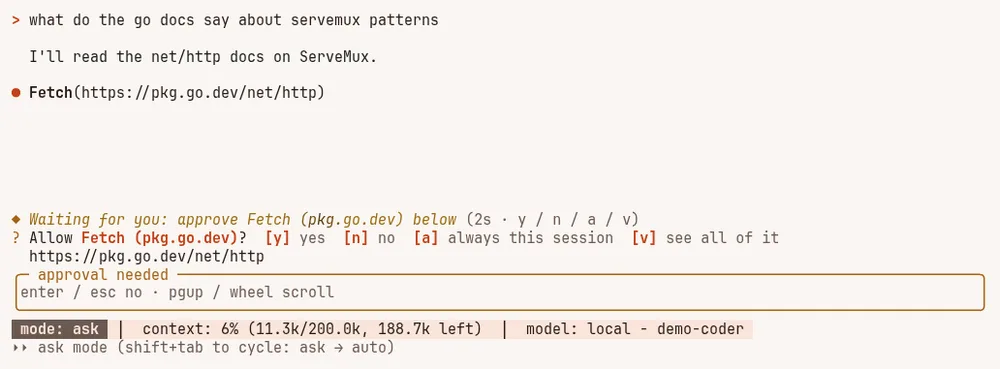 > what do the go docs say about servemux patterns
I'll read the net/http docs on ServeMux.
● Fetch(https://pkg.go.dev/net/http)
◆ Waiting for you: approve Fetch (pkg.go.dev) below (2s · y / n / a / v)
? Allow Fetch (pkg.go.dev)?  [y] yes  [n] no  [a] always this session  [v] see all of it
https://pkg.go.dev/net/http
approval needed
enter / esc no · pgup / wheel scroll
mode: ask | context: 6% (11.3k/200.0k, 188.7k left) | model: local - demo-coder
▸▸ ask mode (shift+tab to cycle: ask → auto)